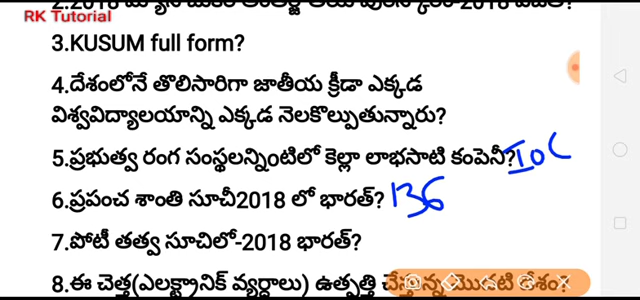 RK Tutorial
3.KUSUM full form?
4.దేశంలోనే తొలిసారిగా జాతీయ క్రీడా ఎక్కడ
విశ్వవిద్యాలయాన్ని ఎక్కడ నెలకొల్పుతున్నారు?
5.ప్రభుత్వ రంగ సంస్థలన్నింటిలో కెల్లా లాభసాటి కంపెనీ? IOC
6.ప్రపంచ శాంతి సూచీ2018 లో భారత్? 136
7.పోటీ తత్వ సూచిలో-2018 భారత్?
8.ఈ చెత్త(ఎలక్ట్రానిక్ వ్యర్ధాలు) ఉత్పత్తి చేస్తున్న మొదటి దేశం?